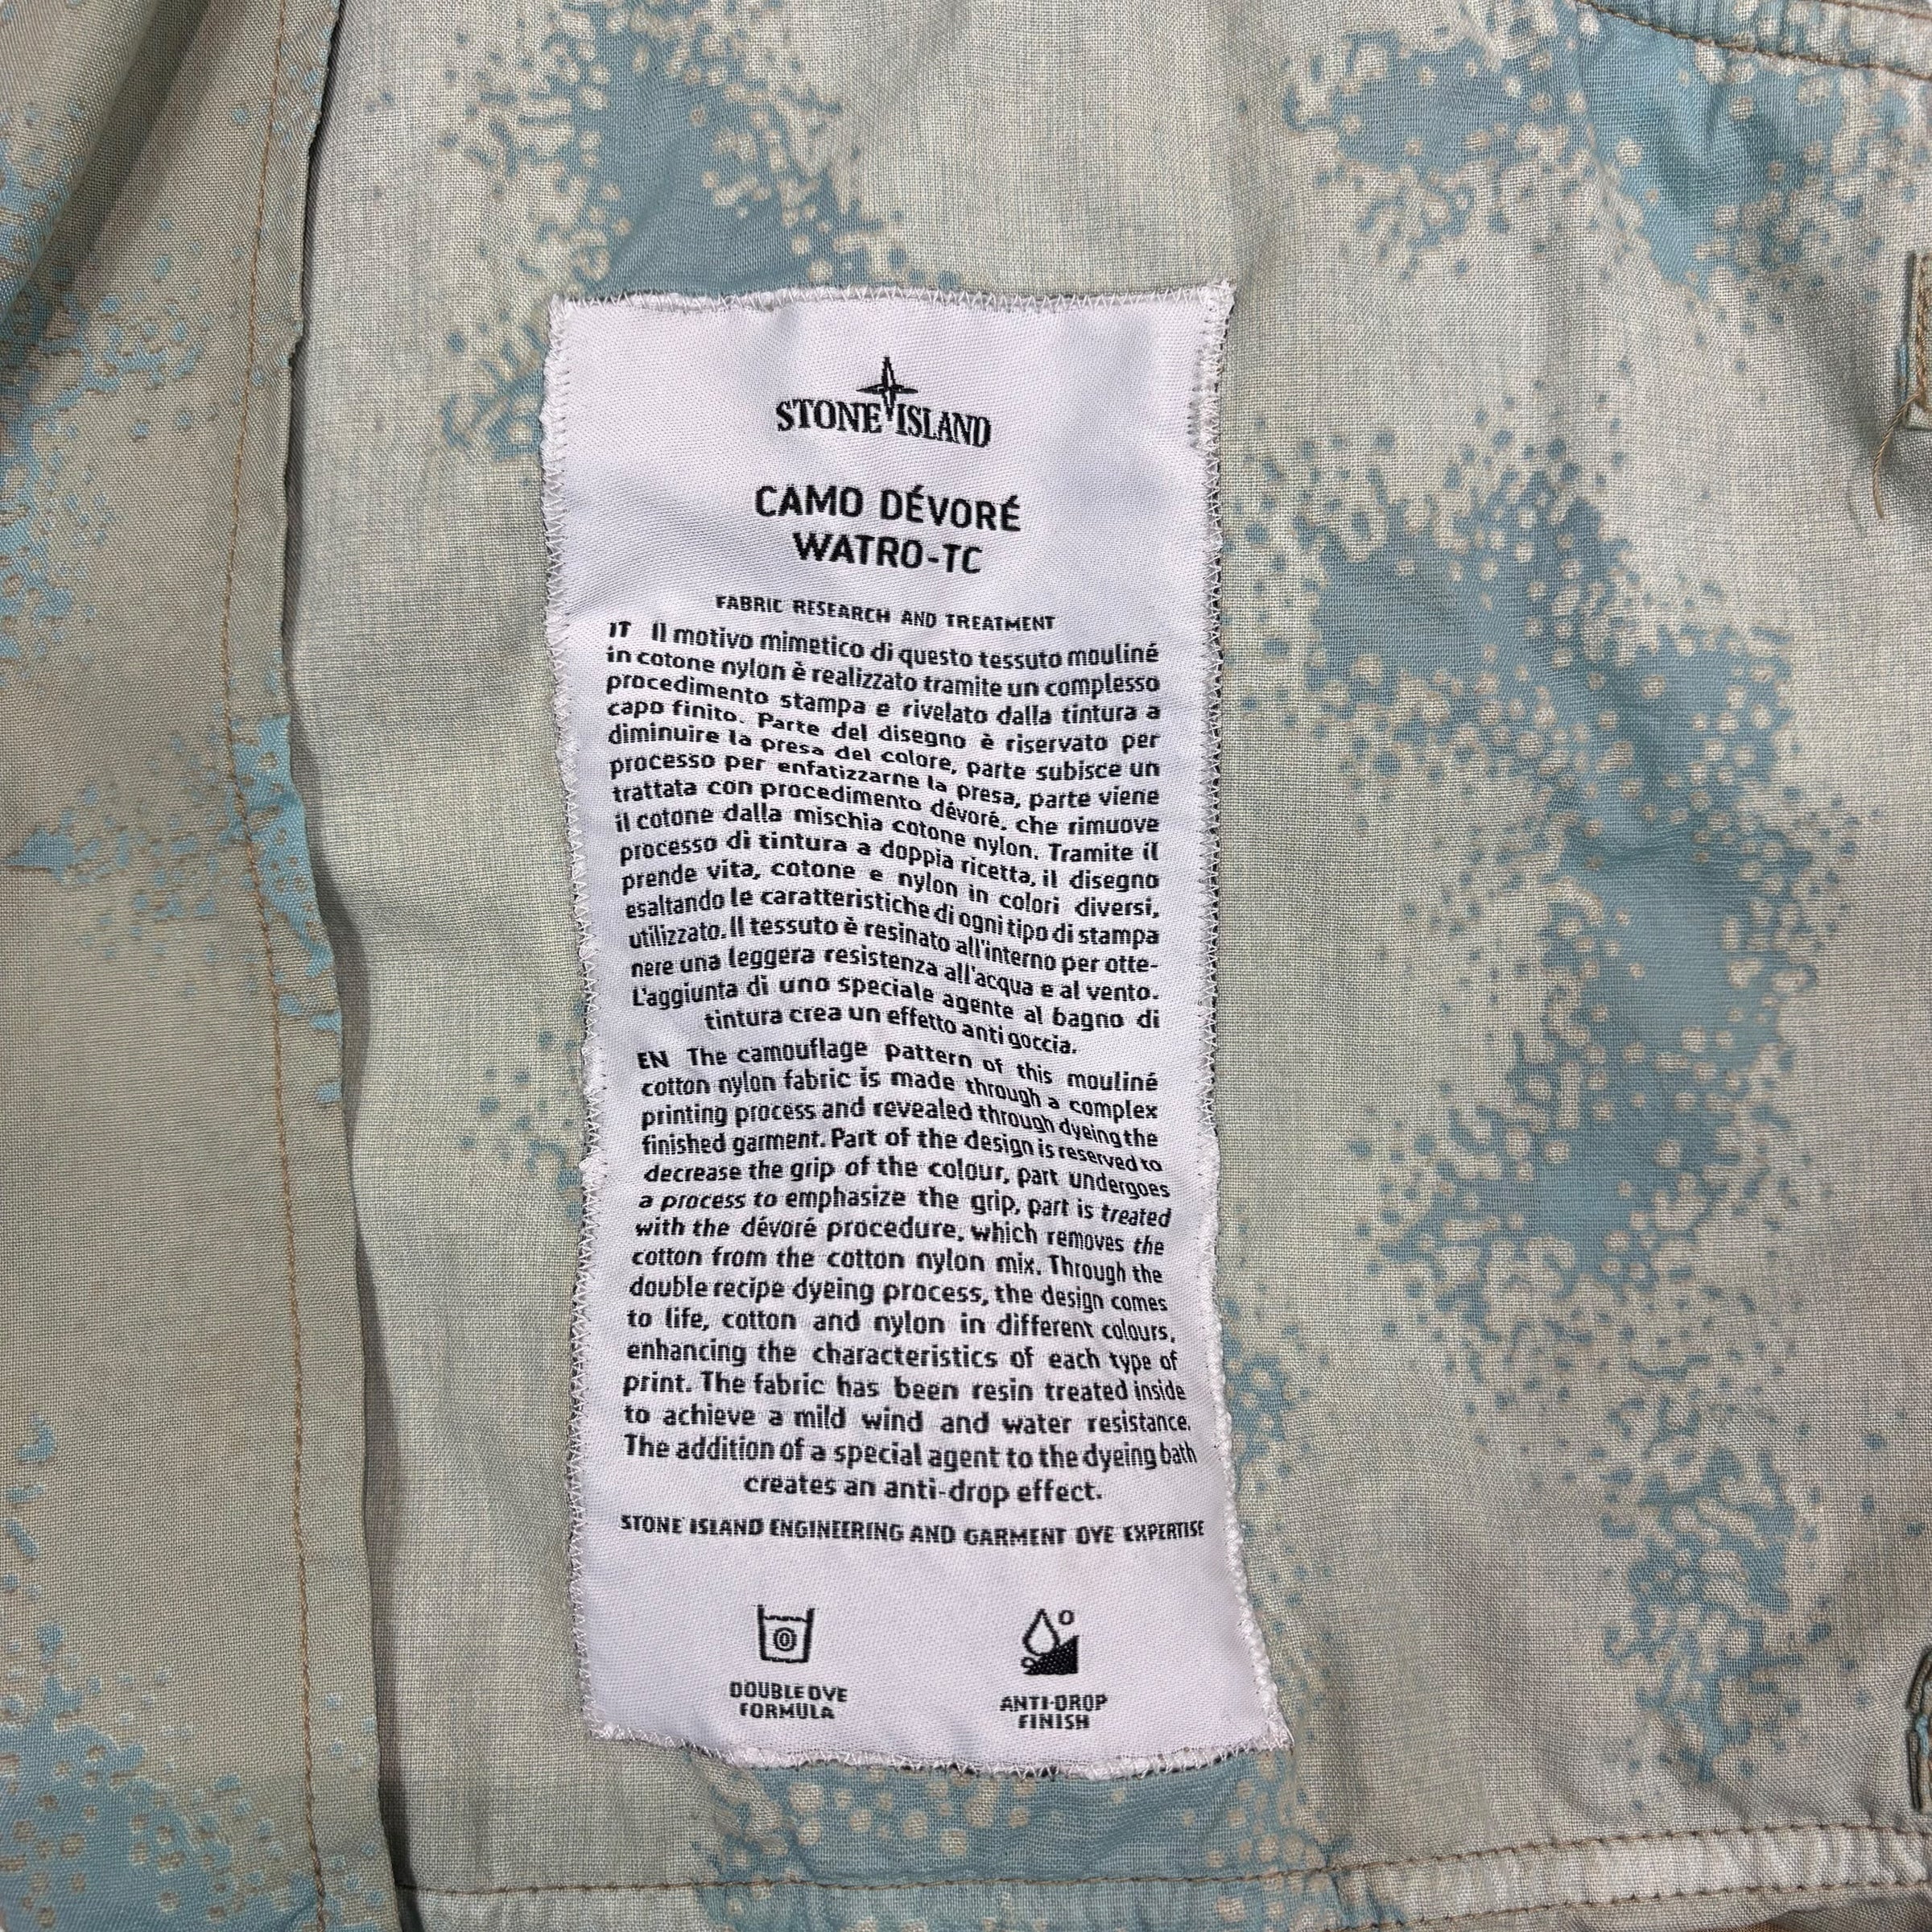 STONE ISLAND
CAMO DÉVORÉ
WATRO-TC
FABRIC RESEARCH AND TREATMENT
IT Il motivo mimetico di questo tessuto mouliné
in cotone nylon è realizzato tramite un complesso
procedimento stampa e rivelato dalla tintura a
capo finito. Parte del disegno è riservato per
diminuire la presa del colore, parte subisce un
processo per enfatizzarne la presa, parte viene
trattata con procedimento dévoré, che rimuove
il cotone dalla mischia cotone nylon. Tramite il
processo di tintura a doppia ricetta, il disegno
prende vita, cotone e nylon in colori diversi,
esaltando le caratteristiche di ogni tipo di stampa
utilizzato. Il tessuto è resinato all'interno per otte-
nere una leggera resistenza all'acqua e al vento.
L'aggiunta di uno speciale agente al bagno di
tintura crea un effetto anti goccia.
EN The camouflage pattern of this mouliné
cotton nylon fabric is made through a complex
printing process and revealed through dyeing the
finished garment. Part of the design is reserved to
decrease the grip of the colour, part undergoes
a process to emphasize the grip, part is treated
with the dévoré procedure, which removes the
cotton from the cotton nylon mix. Through the
double recipe dyeing process, the design comes
to life, cotton and nylon in different colours,
enhancing the characteristics of each type of
print. The fabric has been resin treated inside
to achieve a mild wind and water resistance.
The addition of a special agent to the dyeing bath
creates an anti-drop effect.
STONE ISLAND ENGINEERING AND GARMENT DYE EXPERTISE
DOUBLE DYE
FORMULA
ANTI-DROP
FINISH